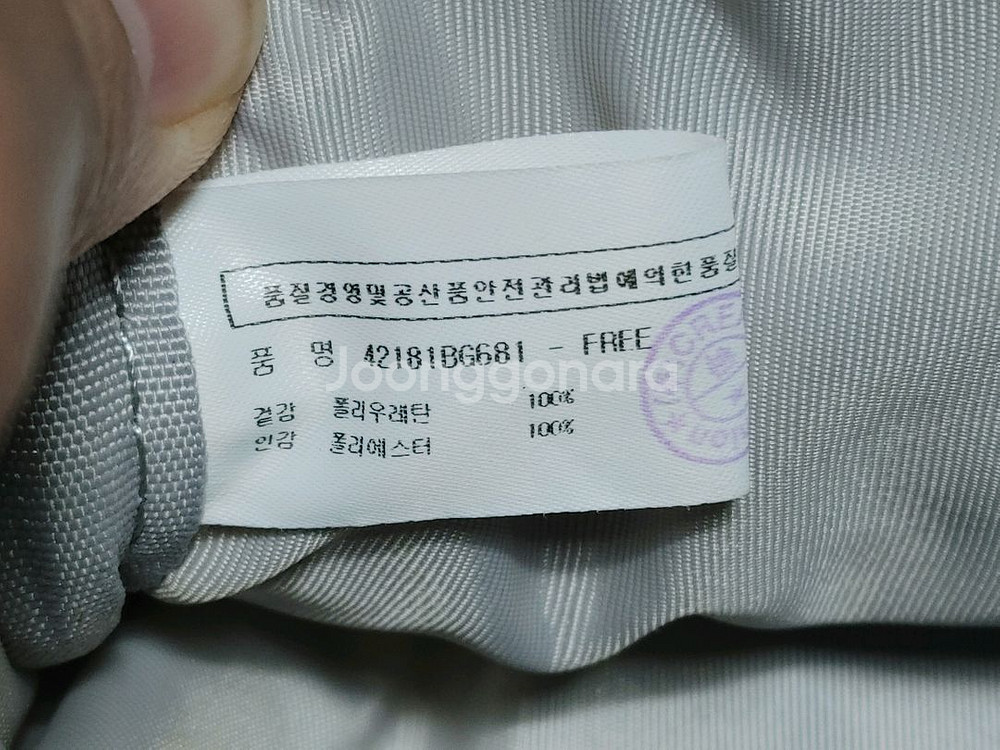 품질경영및공산품안전관리법에의한품질
품 명 42181BG681 - FREE
Joonggonara
겉감 폴리우레탄 100%
안감 폴리에스터 100%